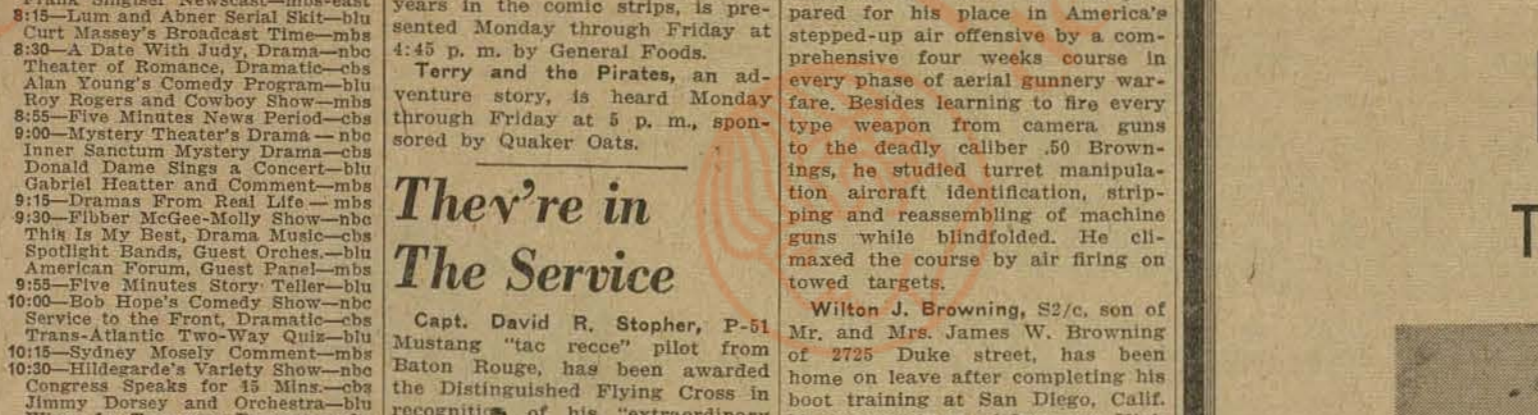 8:15—Lum and Abner Serial Skit—blu
Curt Massey's Broadcast Time—mbs
8:30—A Date With Judy, Drama—nbc
Theater of Romance, Dramatic—cbs
Alan Young's Comedy Program—blu
Roy Rogers and Cowboy Show—mbs
8:55—Five Minutes News Period—cbs
9:00—Mystery Theater's Drama — nbc
Inner Sanctum Mystery Drama—cbs
Donald Dame Sings a Concert—blu
Gabriel Heatter and Comment—mbs
9:15—Dramas From Real Life — mbs
9:30—Fibber McGee-Molly Show—nbc
This Is My Best, Drama Music—cbs
Spotlight Bands, Guest Orches.—blu
American Forum, Guest Panel—mbs
9:55—Five Minutes Story Teller—blu
10:00—Bob Hope's Comedy Show—nbc
Service to the Front, Dramatic—cbs
Trans-Atlantic Two-Way Quiz—blu
10:15—Sydney Mosely Comment—mbs
10:30—Hildegarde's Variety Show—nbc
Congress Speaks for 15 Mins.—cbs
Jimmy Dorsey and Orchestra—blu
years in the comic strips, is pre-
sented Monday through Friday at
4:45 p. m. by General Foods.
Terry and the Pirates, an ad-
venture story, is heard Monday
through Friday at 5 p. m., spon-
sored by Quaker Oats.
They're in
The Service
Capt. David R. Stopher, P-51
Mustang "tac recce" pilot from
Baton Rouge, has been awarded
the Distinguished Flying Cross in
recognition of his "extraordinary
pared for his place in America's
stepped-up air offensive by a com-
prehensive four weeks course in
every phase of aerial gunnery war-
fare. Besides learning to fire every
type weapon from camera guns
to the deadly caliber .50 Brown-
ings, he studied turret manipula-
tion aircraft identification, strip-
ping and reassembling of machine
guns while blindfolded. He cli-
maxed the course by air firing on
towed targets.
Wilton J. Browning, S2/c, son of
Mr. and Mrs. James W. Browning
of 2725 Duke street, has been
home on leave after completing his
boot training at San Diego, Calif.
T